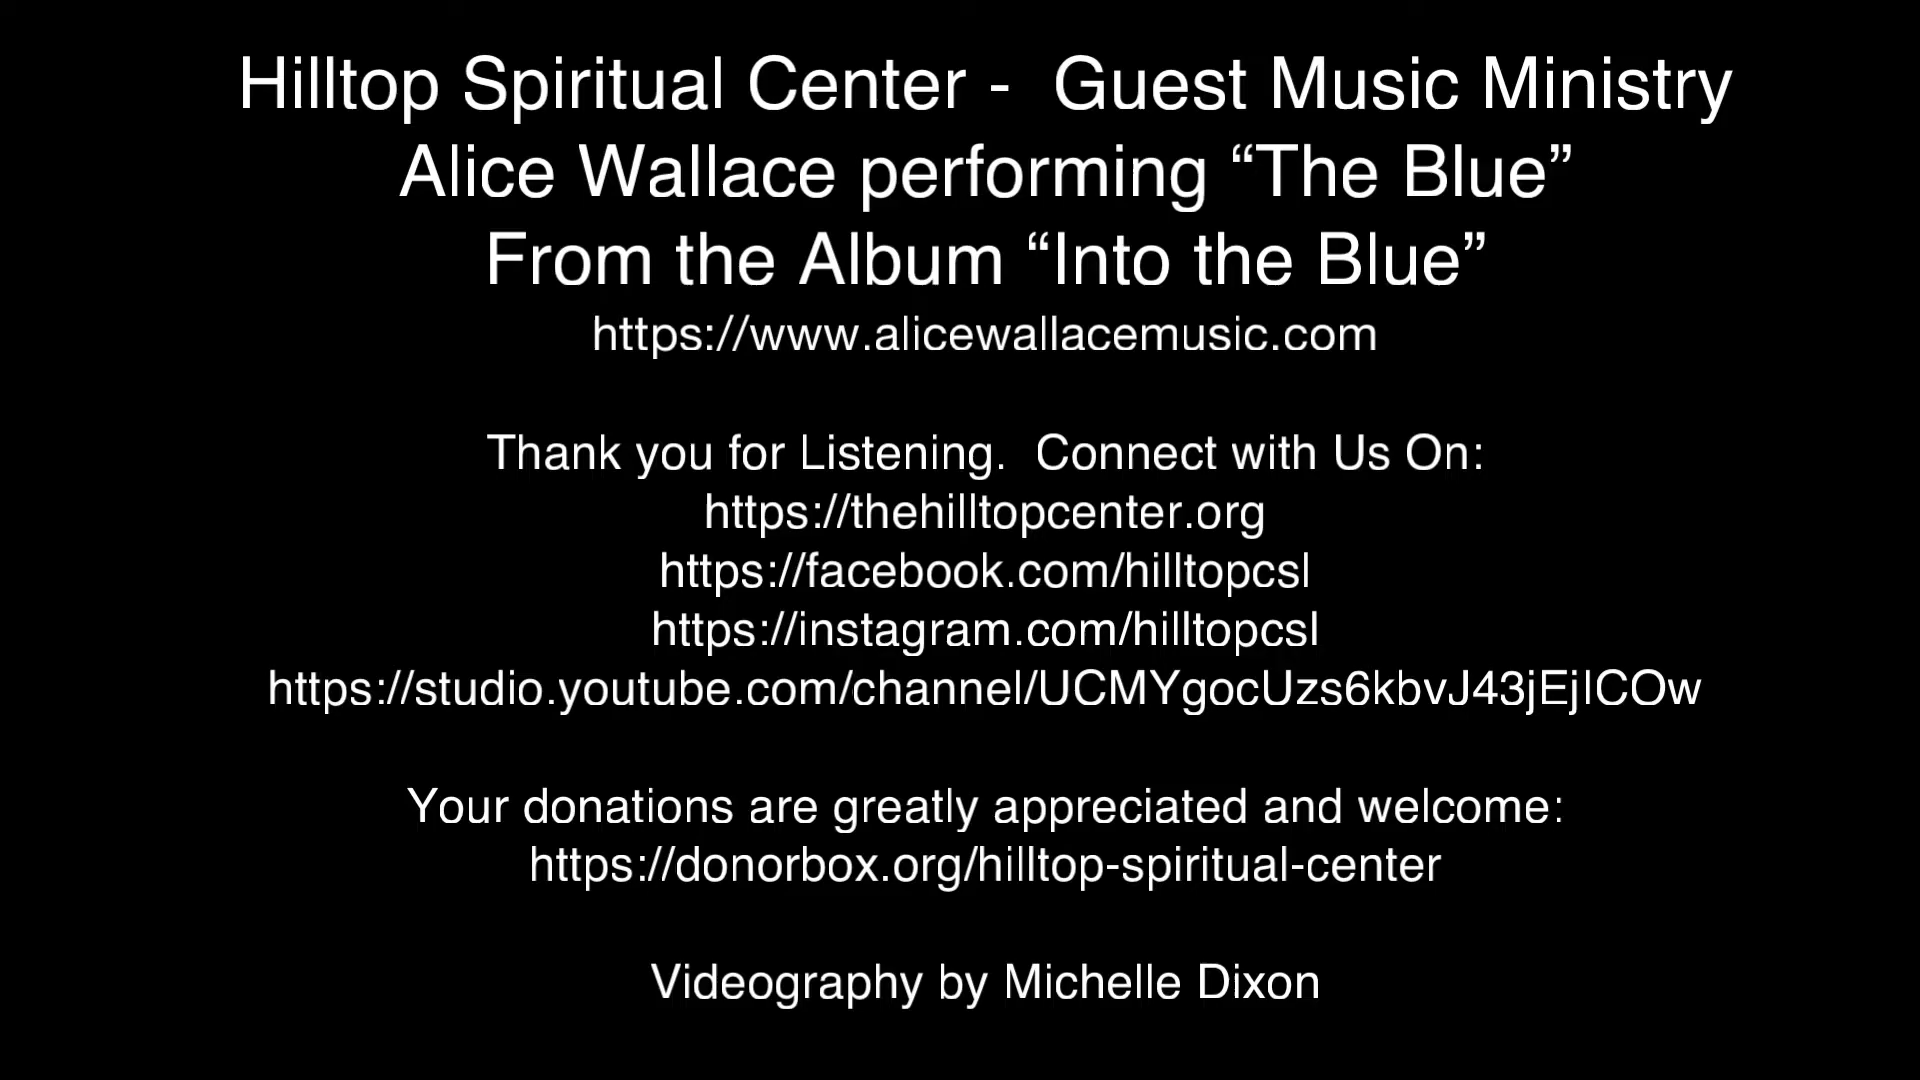 Hilltop Spiritual Center -  Guest Music Ministry
Alice Wallace performing “The Blue”
From the Album “Into the Blue”
https://www.alicewallacemusic.com
Thank you for Listening.  Connect with Us On:
https://thehilltopcenter.org
https://facebook.com/hilltopcsl
https://instagram.com/hilltopcsl
https://studio.youtube.com/channel/UCMYgocUzs6kbvJ43jEjICOw
Your donations are greatly appreciated and welcome:
https://donorbox.org/hilltop-spiritual-center
Videography by Michelle Dixon